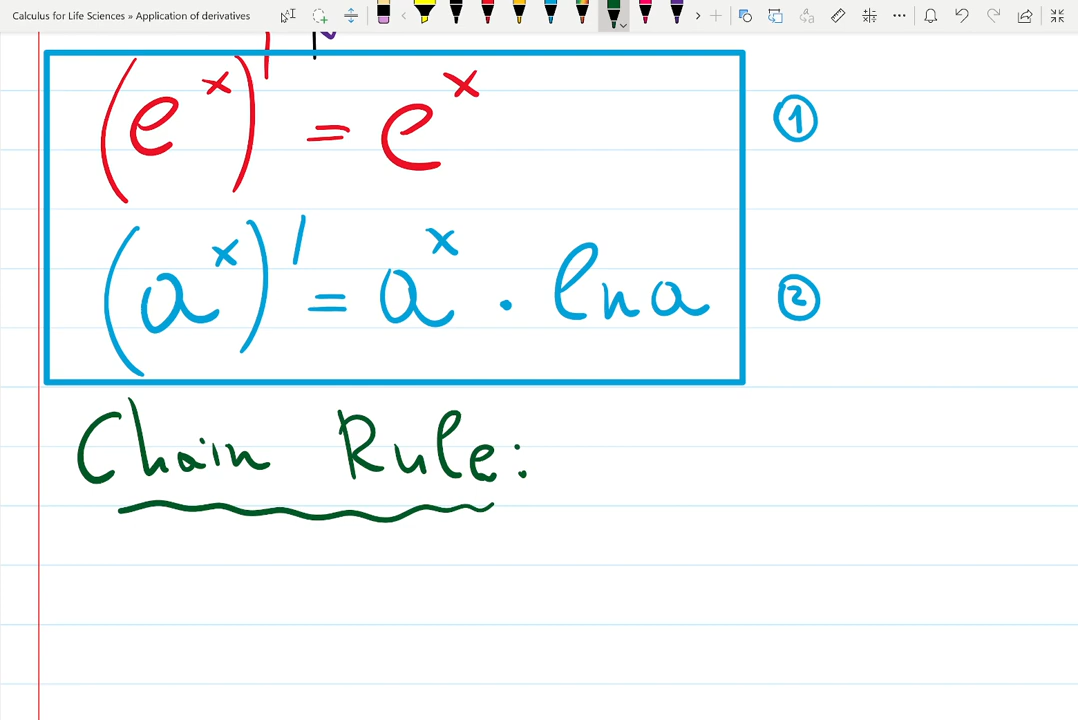 Calculus for Life Sciences » Application of derivatives
(e^x)' = e^x ①
(a^x)' = a^x · ln a ②
Chain Rule: